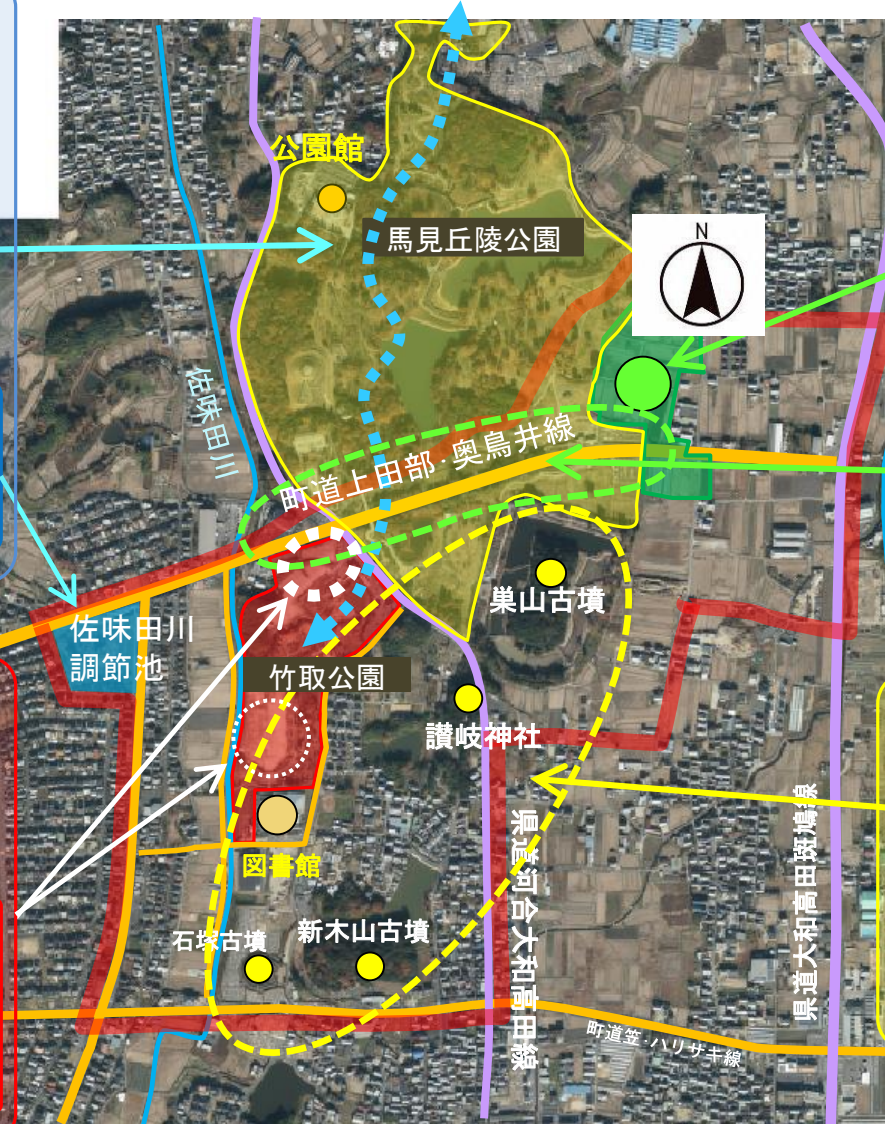 公園館
馬見丘陵公園
N
佐味田川
町道上田部・奥鳥井線
巣山古墳
佐味田川
調節池
竹取公園
讃岐神社
県道河合大和高田線
県道大和高田斑鳩線
図書館
石塚古墳
新木山古墳
町道笠・ハリサキ線